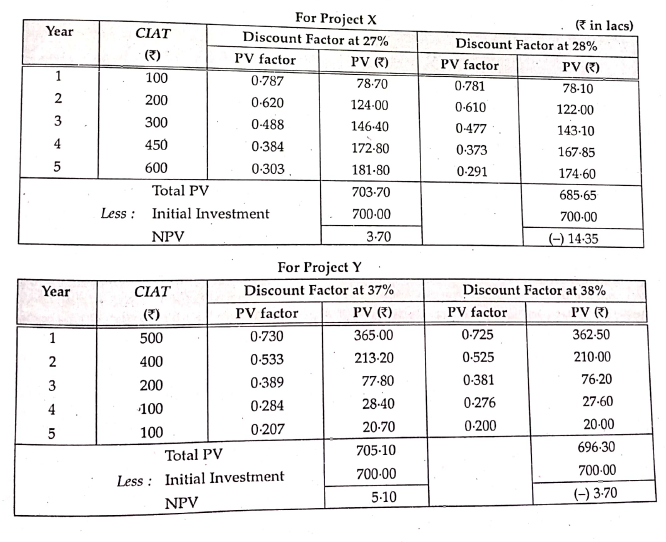 For Project X
(₹ in lacs)
Year CIAT Discount Factor at 27% Discount Factor at 28%
(₹) PV factor PV (₹) PV factor PV (₹)
1 100 0·787 78·70 0·781 78·10
2 200 0·620 124·00 0·610 122·00
3 300 0·488 146·40 0·477 143·10
4 450 0·384 172·80 0·373 167·85
5 600 0·303 181·80 0·291 174·60
Total PV 703·70 685·65
Less : Initial Investment 700·00 700·00
NPV 3·70 (–) 14·35
For Project Y
Year CIAT Discount Factor at 37% Discount Factor at 38%
(₹) PV factor PV (₹) PV factor PV (₹)
1 500 0·730 365·00 0·725 362·50
2 400 0·533 213·20 0·525 210·00
3 200 0·389 77·80 0·381 76·20
4 100 0·284 28·40 0·276 27·60
5 100 0·207 20·70 0·200 20·00
Total PV 705·10 696·30
Less : Initial Investment 700·00 700·00
NPV 5·10 (–) 3·70